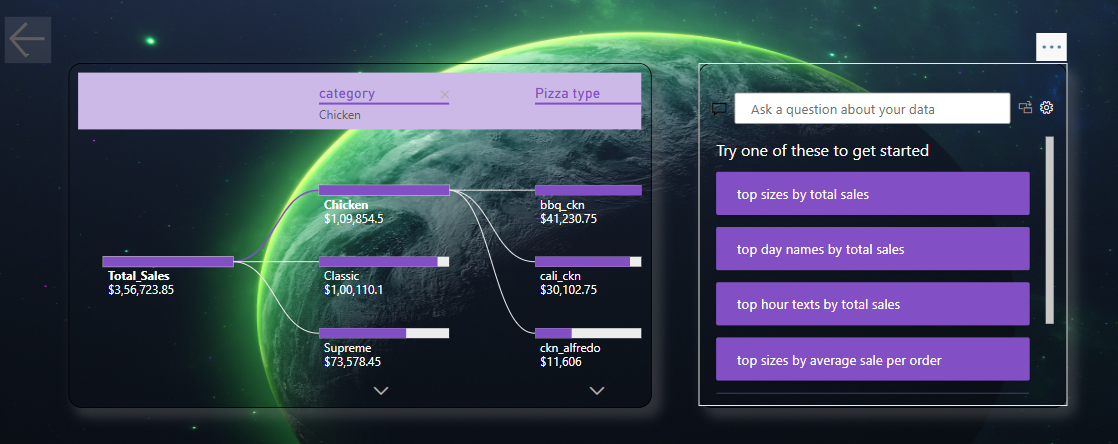 category
Pizza type
Chicken
Chicken
$1,09,854.5
bbq_ckn
$41,230.75
Total_Sales
$3,56,723.85
Classic
$1,00,110.1
cali_ckn
$30,102.75
Supreme
$73,578.45
ckn_alfredo
$11,606
Ask a question about your data
Try one of these to get started
top sizes by total sales
top day names by total sales
top hour texts by total sales
top sizes by average sale per order